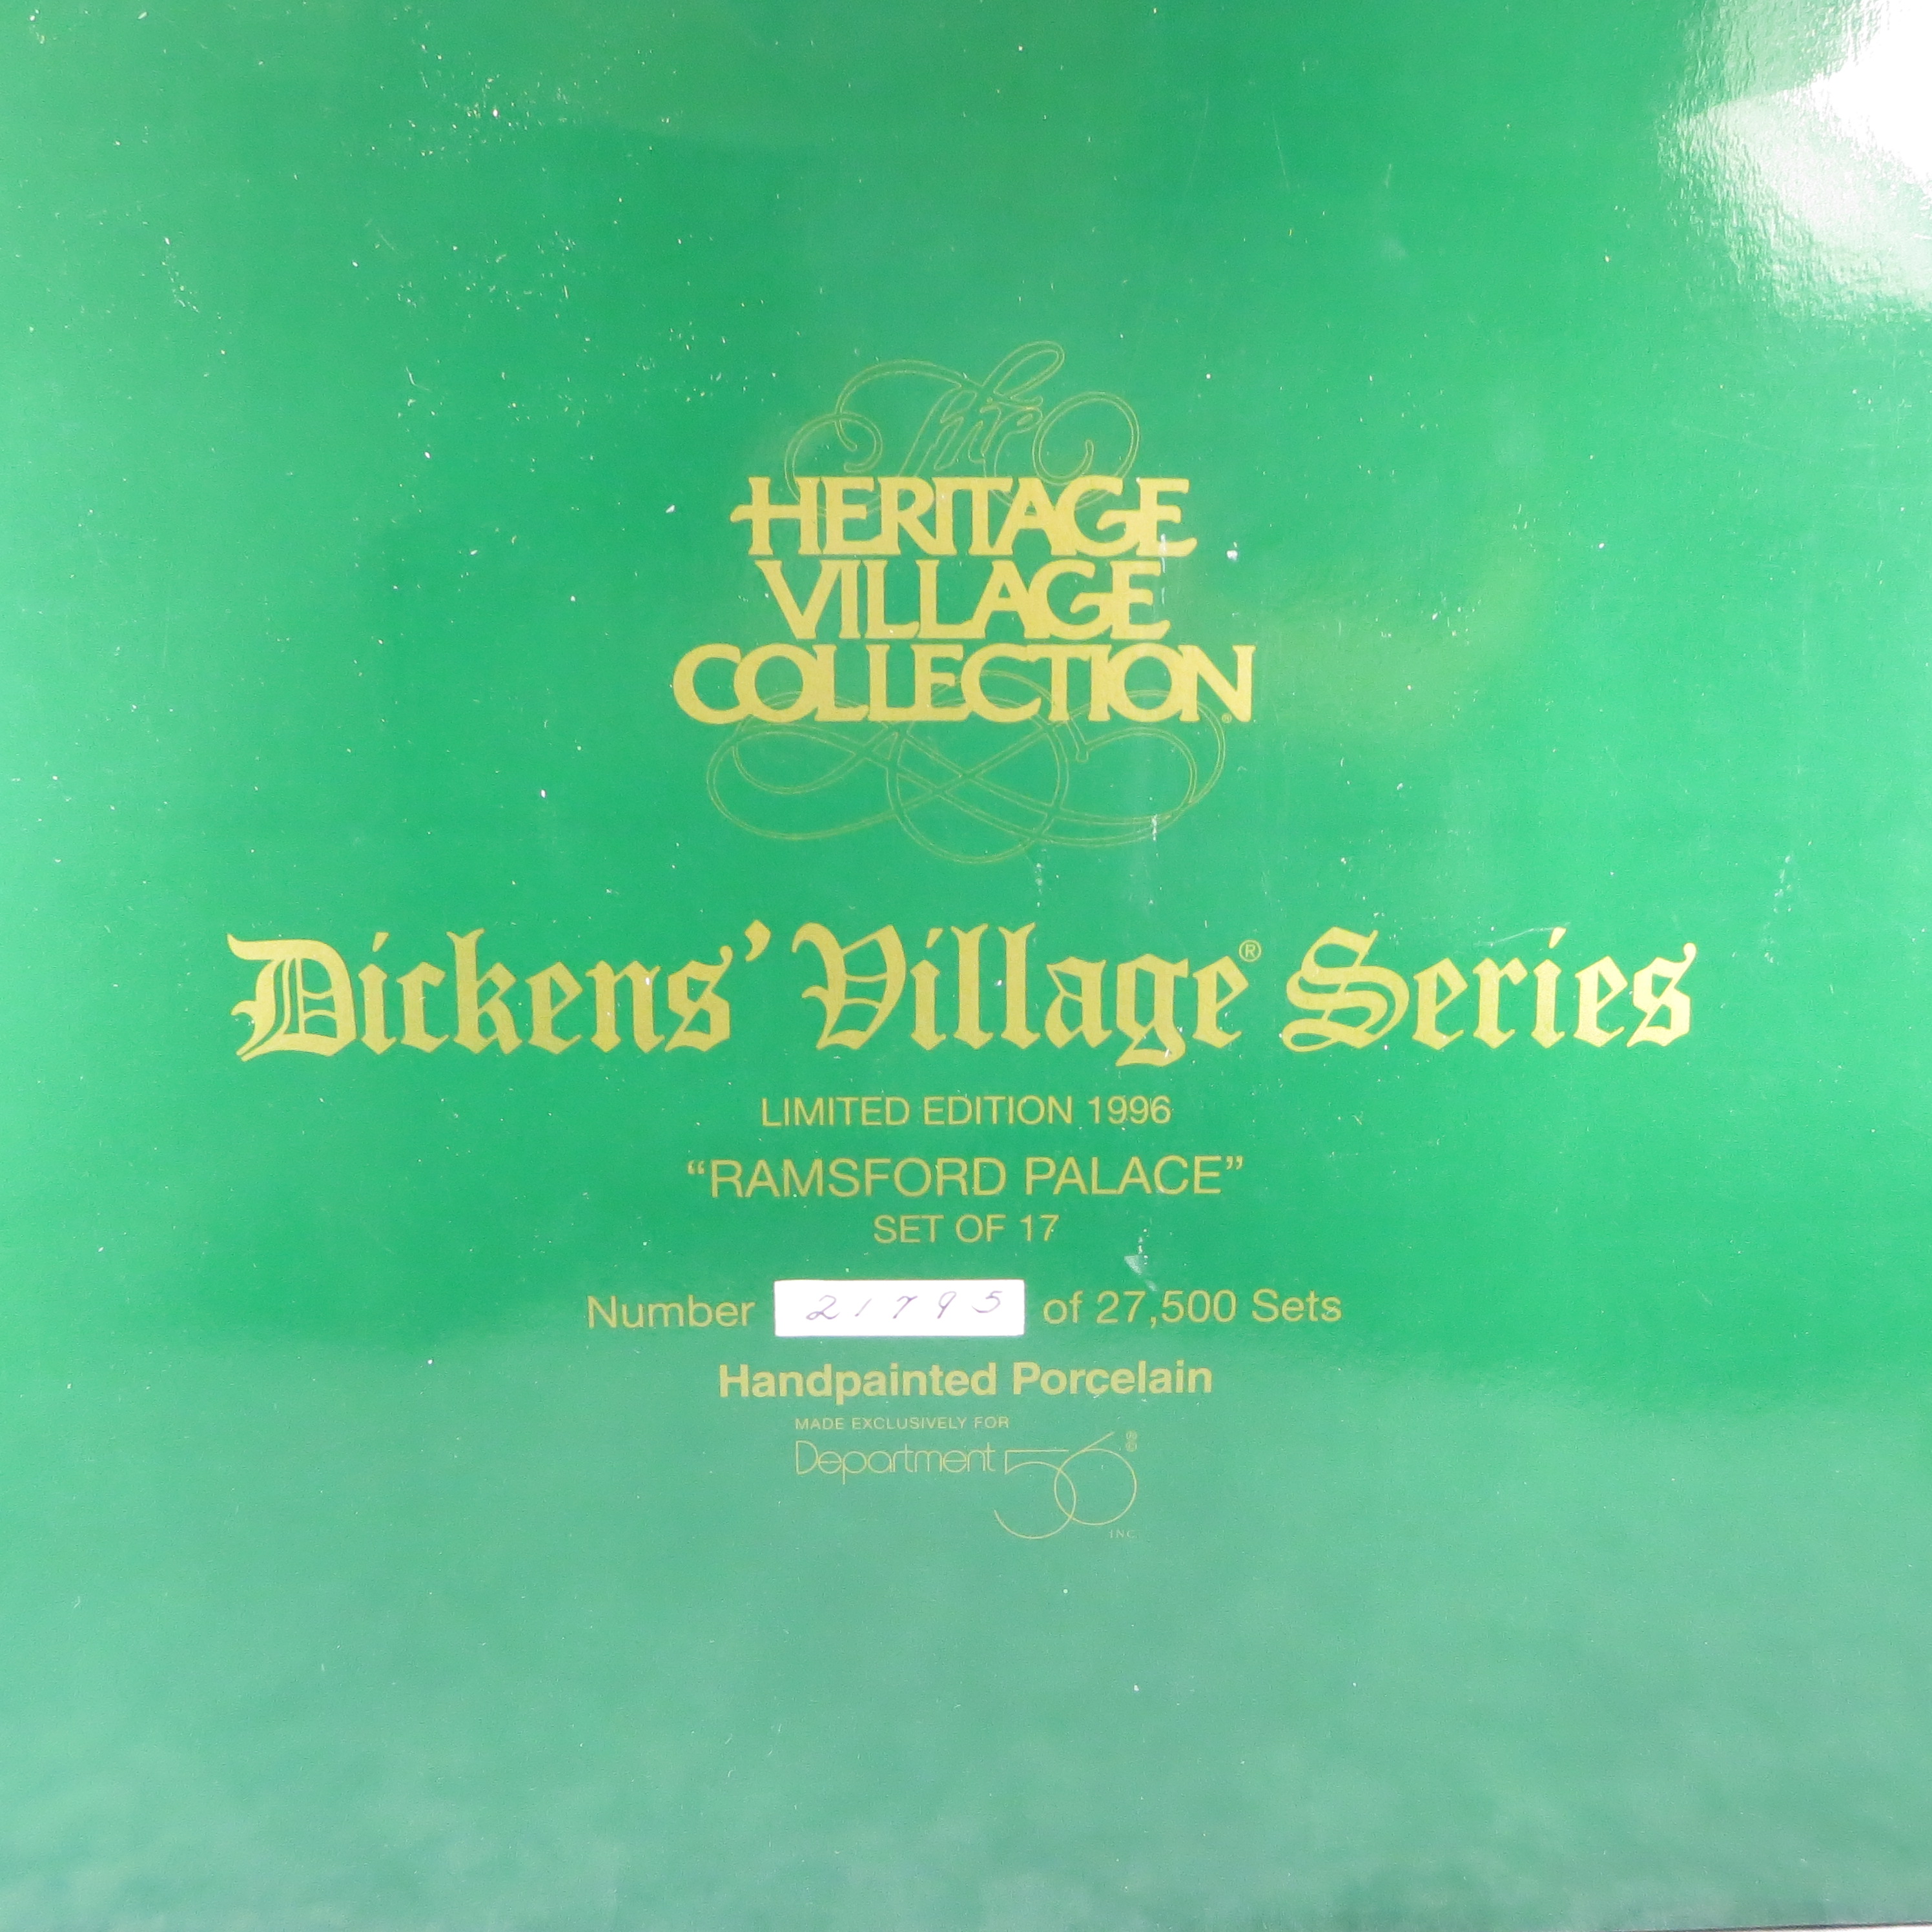 The
HERITAGE
VILLAGE
COLLECTION®
Dickens' Village® Series
LIMITED EDITION 1996
“RAMSFORD PALACE”
SET OF 17
Number 21795 of 27,500 Sets
Handpainted Porcelain
MADE EXCLUSIVELY FOR
Department 56®
INC.